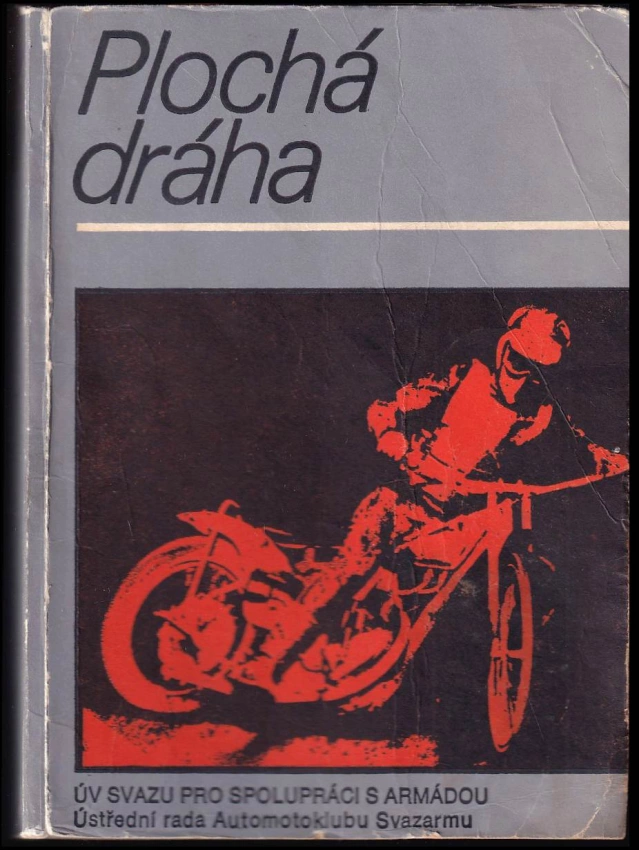 Plochá
dráha
ÚV SVAZU PRO SPOLUPRÁCI S ARMÁDOU
Ústřední rada Automotoklubu Svazarmu